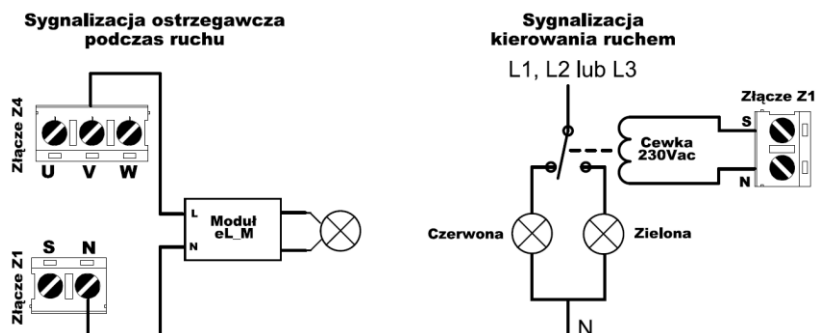 Sygnalizacja ostrzegawcza
podczas ruchu
Złącze Z4
U V W
Złącze Z1
S N
L
N
Moduł
eL_M
Sygnalizacja
kierowania ruchem
L1, L2 lub L3
Złącze Z1
S
N
Cewka
230Vac
Czerwona
Zielona
N